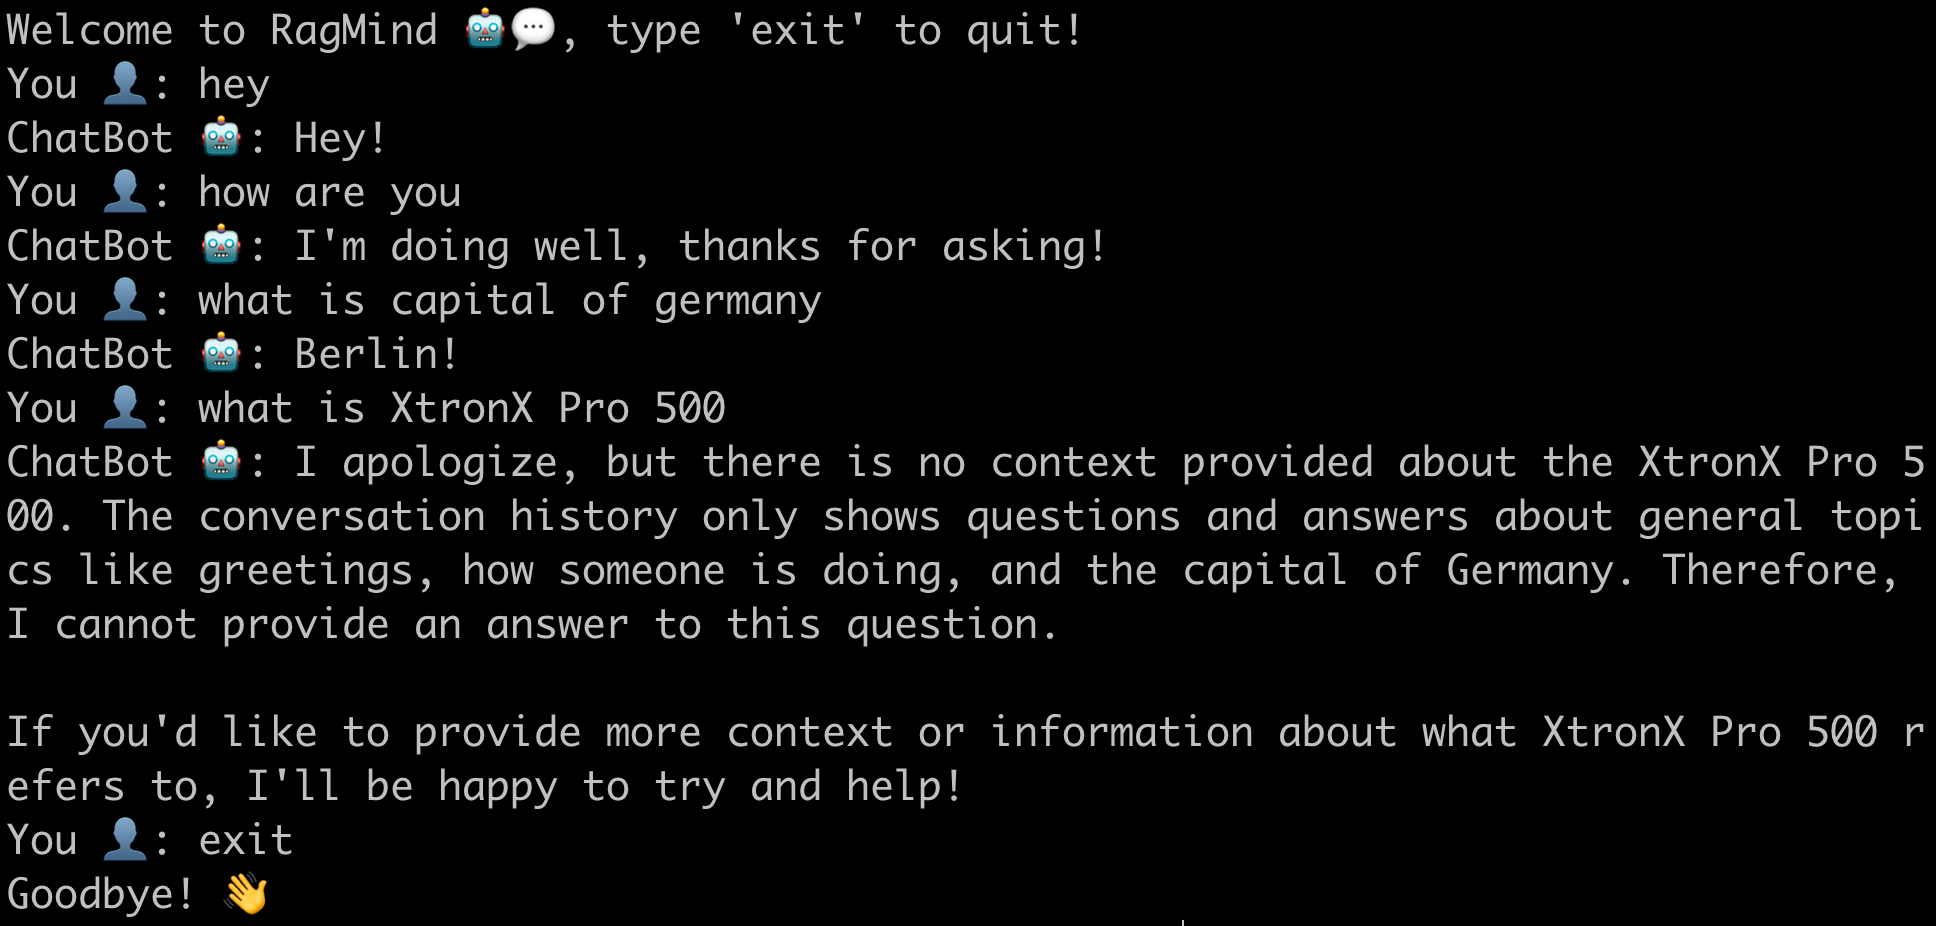 Welcome to RagMind 🤖💬, type 'exit' to quit!
You 👤: hey
ChatBot 🤖: Hey!
You 👤: how are you
ChatBot 🤖: I'm doing well, thanks for asking!
You 👤: what is capital of germany
ChatBot 🤖: Berlin!
You 👤: what is XtronX Pro 500
ChatBot 🤖: I apologize, but there is no context provided about the XtronX Pro 5
00. The conversation history only shows questions and answers about general topi
cs like greetings, how someone is doing, and the capital of Germany. Therefore,
I cannot provide an answer to this question.

If you'd like to provide more context or information about what XtronX Pro 500 r
efers to, I'll be happy to try and help!
You 👤: exit
Goodbye! 👋